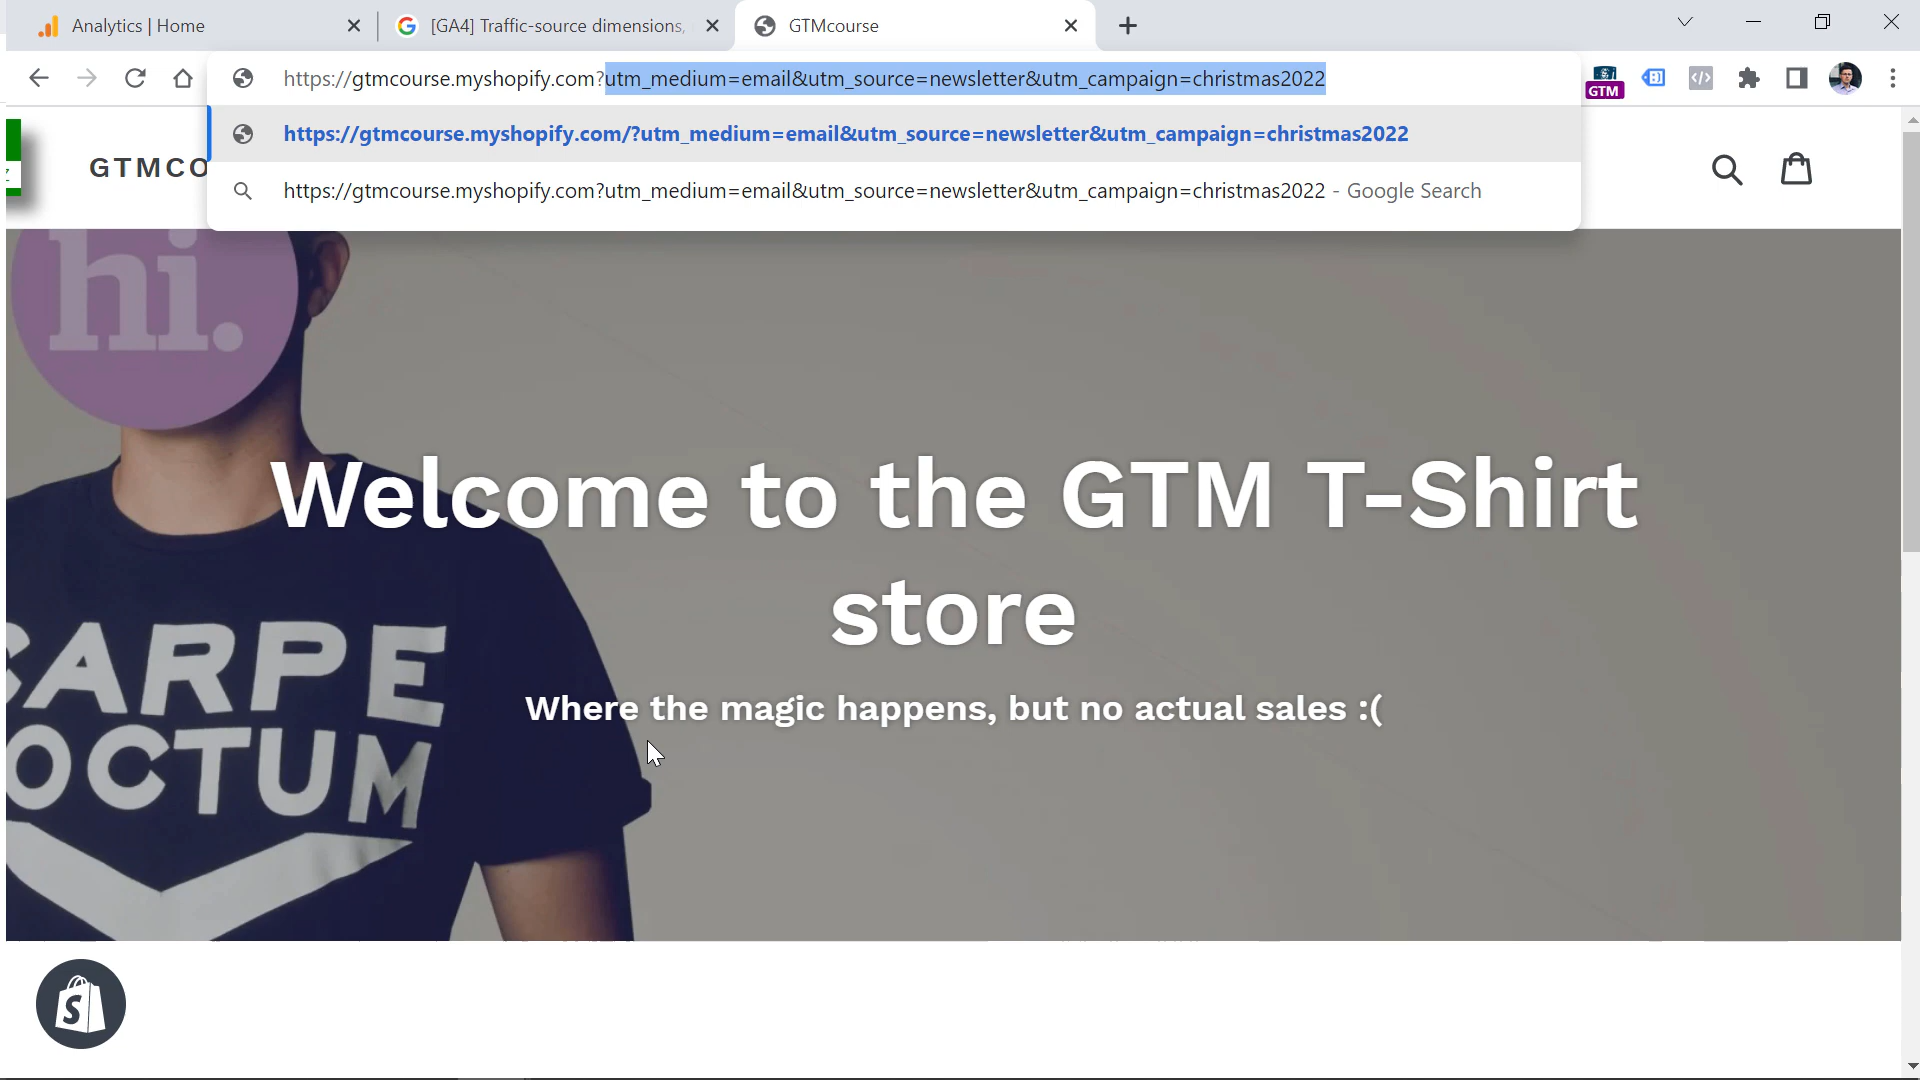 Analytics | Home
[GA4] Traffic-source dimensions,
GTMcourse
https://gtmcourse.myshopify.com?utm_medium=email&utm_source=newsletter&utm_campaign=christmas2022
GTM
https://gtmcourse.myshopify.com/?utm_medium=email&utm_source=newsletter&utm_campaign=christmas2022
GTMCO
https://gtmcourse.myshopify.com?utm_medium=email&utm_source=newsletter&utm_campaign=christmas2022 - Google Search
hi.
Welcome to the GTM T-Shirt
store
CARPE
Where the magic happens, but no actual sales :(
OCTUM